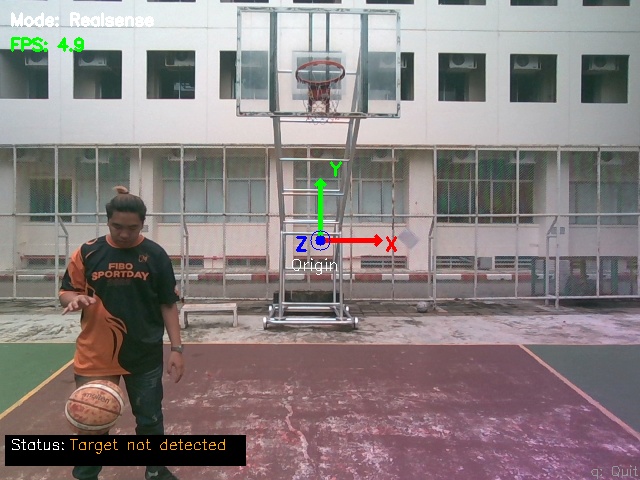 Mode: Realsense
FPS: 4.9
Y
Z
X
Origin
FIBO
SPORTDAY
Status: Target not detected
q: Quit